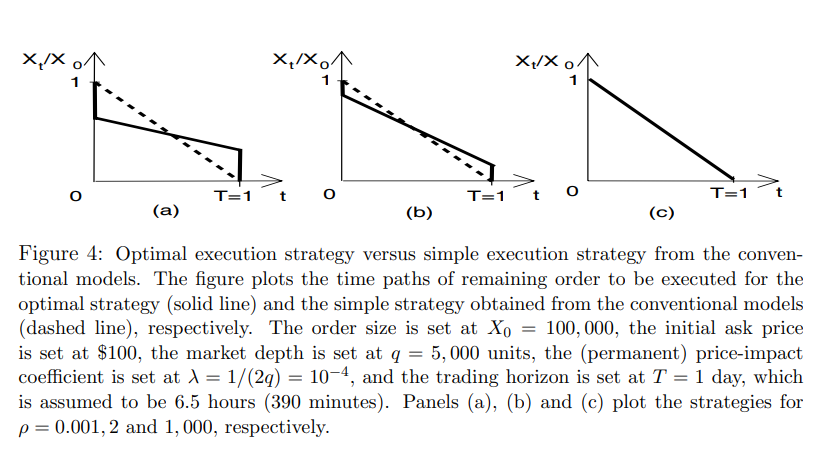 Xt/X0 Xt/X0 Xt/X0
1 1 1
0 T=1 t 0 T=1 t 0 T=1 t
(a) (b) (c)
Figure 4: Optimal execution strategy versus simple execution strategy from the conven-
tional models. The figure plots the time paths of remaining order to be executed for the
optimal strategy (solid line) and the simple strategy obtained from the conventional models
(dashed line), respectively. The order size is set at X₀ = 100,000, the initial ask price
is set at $100, the market depth is set at q = 5,000 units, the (permanent) price-impact
coefficient is set at λ = 1/(2q) = 10⁻⁴, and the trading horizon is set at T = 1 day, which
is assumed to be 6.5 hours (390 minutes). Panels (a), (b) and (c) plot the strategies for
ρ = 0.001, 2 and 1,000, respectively.